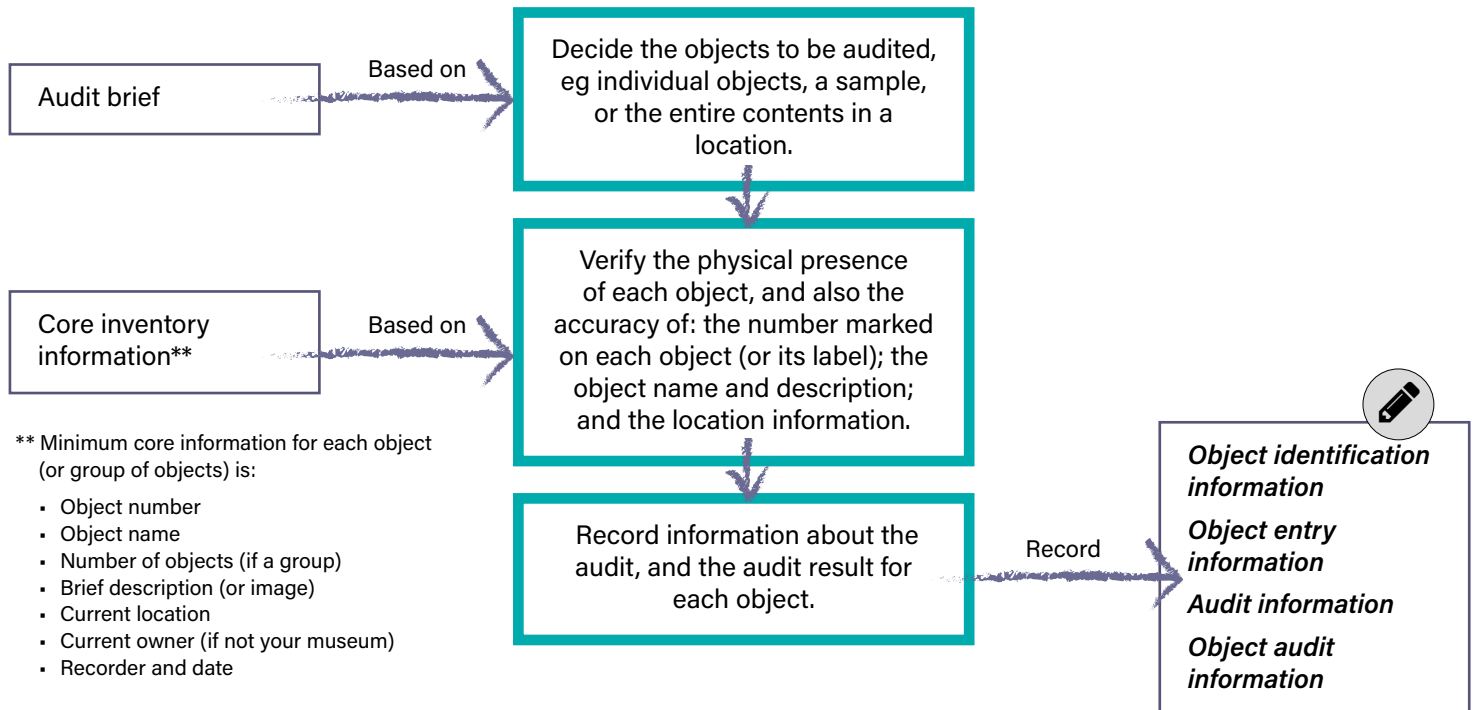 Audit brief
Based on
Decide the objects to be audited,
eg individual objects, a sample,
or the entire contents in a
location.
Core inventory
information**
Based on
Verify the physical presence
of each object, and also the
accuracy of: the number marked
on each object (or its label); the
object name and description;
and the location information.
** Minimum core information for each object
(or group of objects) is:
▪ Object number
▪ Object name
▪ Number of objects (if a group)
▪ Brief description (or image)
▪ Current location
▪ Current owner (if not your museum)
▪ Recorder and date
Record information about the
audit, and the audit result for
each object.
Record
Object identification
information
Object entry
information
Audit information
Object audit
information